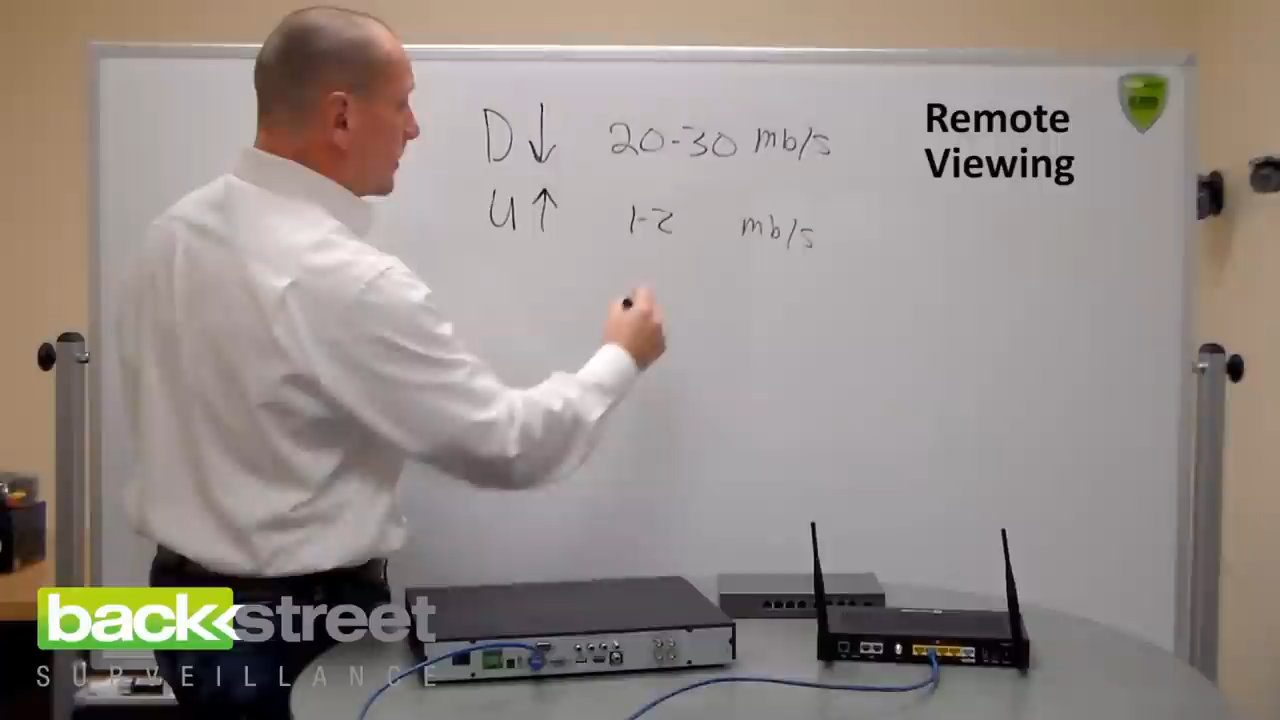 D↓ 20-30 mb/s
U↑ 1-2 mb/s
Remote
Viewing
backstreet
SURVEILLANCE